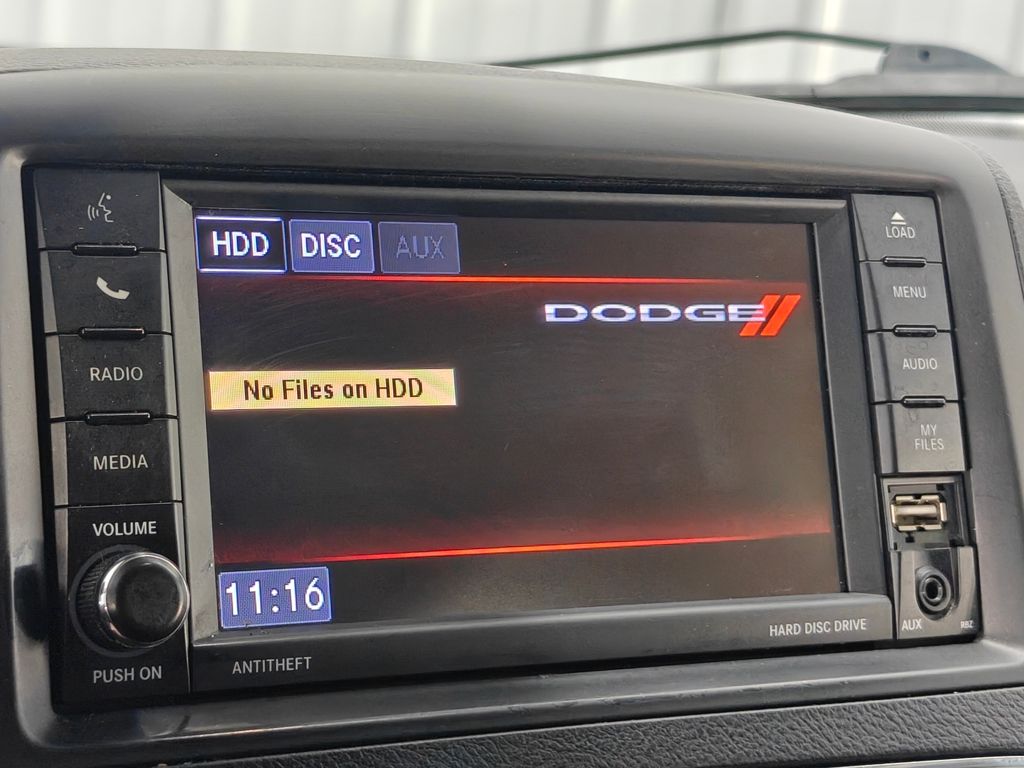 HDD DISC AUX
DODGE
No Files on HDD
11:16
RADIO
MEDIA
VOLUME
PUSH ON
ANTITHEFT
LOAD
MENU
AUDIO
MY
FILES
AUX RBZ
HARD DISC DRIVE